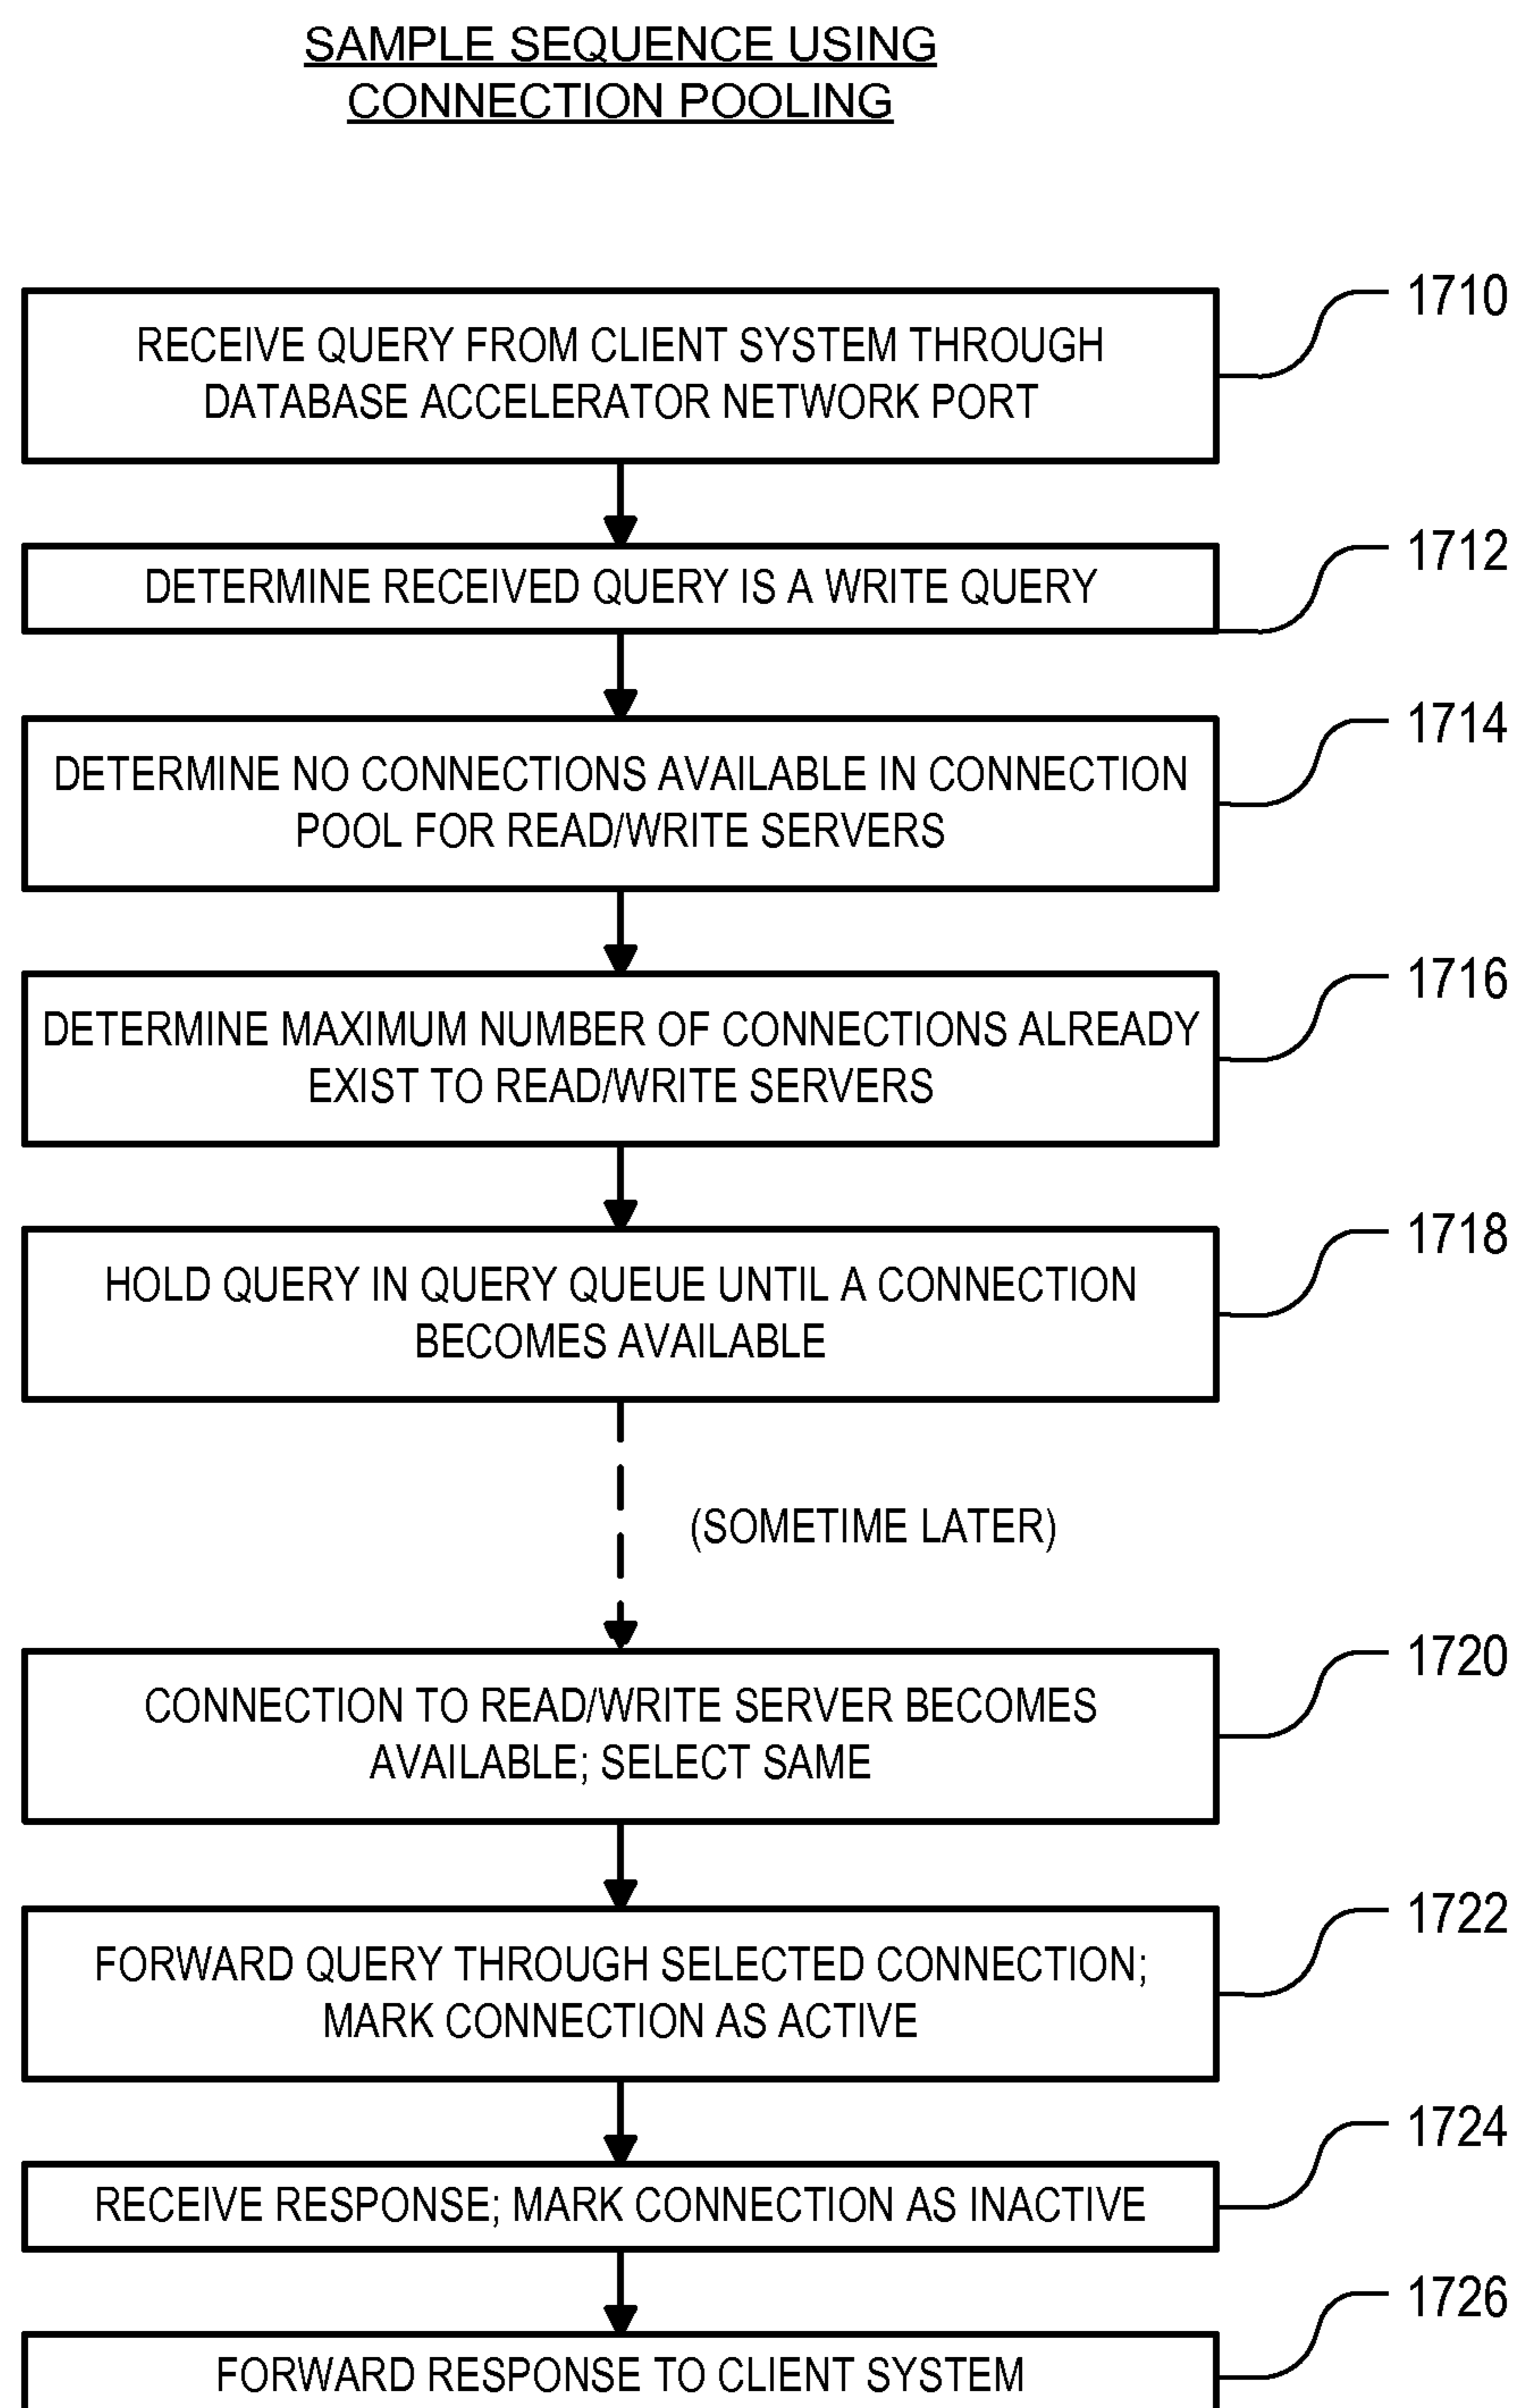 SAMPLE SEQUENCE USING
CONNECTION POOLING
1710
RECEIVE QUERY FROM CLIENT SYSTEM THROUGH
DATABASE ACCELERATOR NETWORK PORT
1712
DETERMINE RECEIVED QUERY IS A WRITE QUERY
1714
DETERMINE NO CONNECTIONS AVAILABLE IN CONNECTION
POOL FOR READ/WRITE SERVERS
1716
DETERMINE MAXIMUM NUMBER OF CONNECTIONS ALREADY
EXIST TO READ/WRITE SERVERS
1718
HOLD QUERY IN QUERY QUEUE UNTIL A CONNECTION
BECOMES AVAILABLE
(SOMETIME LATER)
1720
CONNECTION TO READ/WRITE SERVER BECOMES
AVAILABLE; SELECT SAME
1722
FORWARD QUERY THROUGH SELECTED CONNECTION;
MARK CONNECTION AS ACTIVE
1724
RECEIVE RESPONSE; MARK CONNECTION AS INACTIVE
1726
FORWARD RESPONSE TO CLIENT SYSTEM